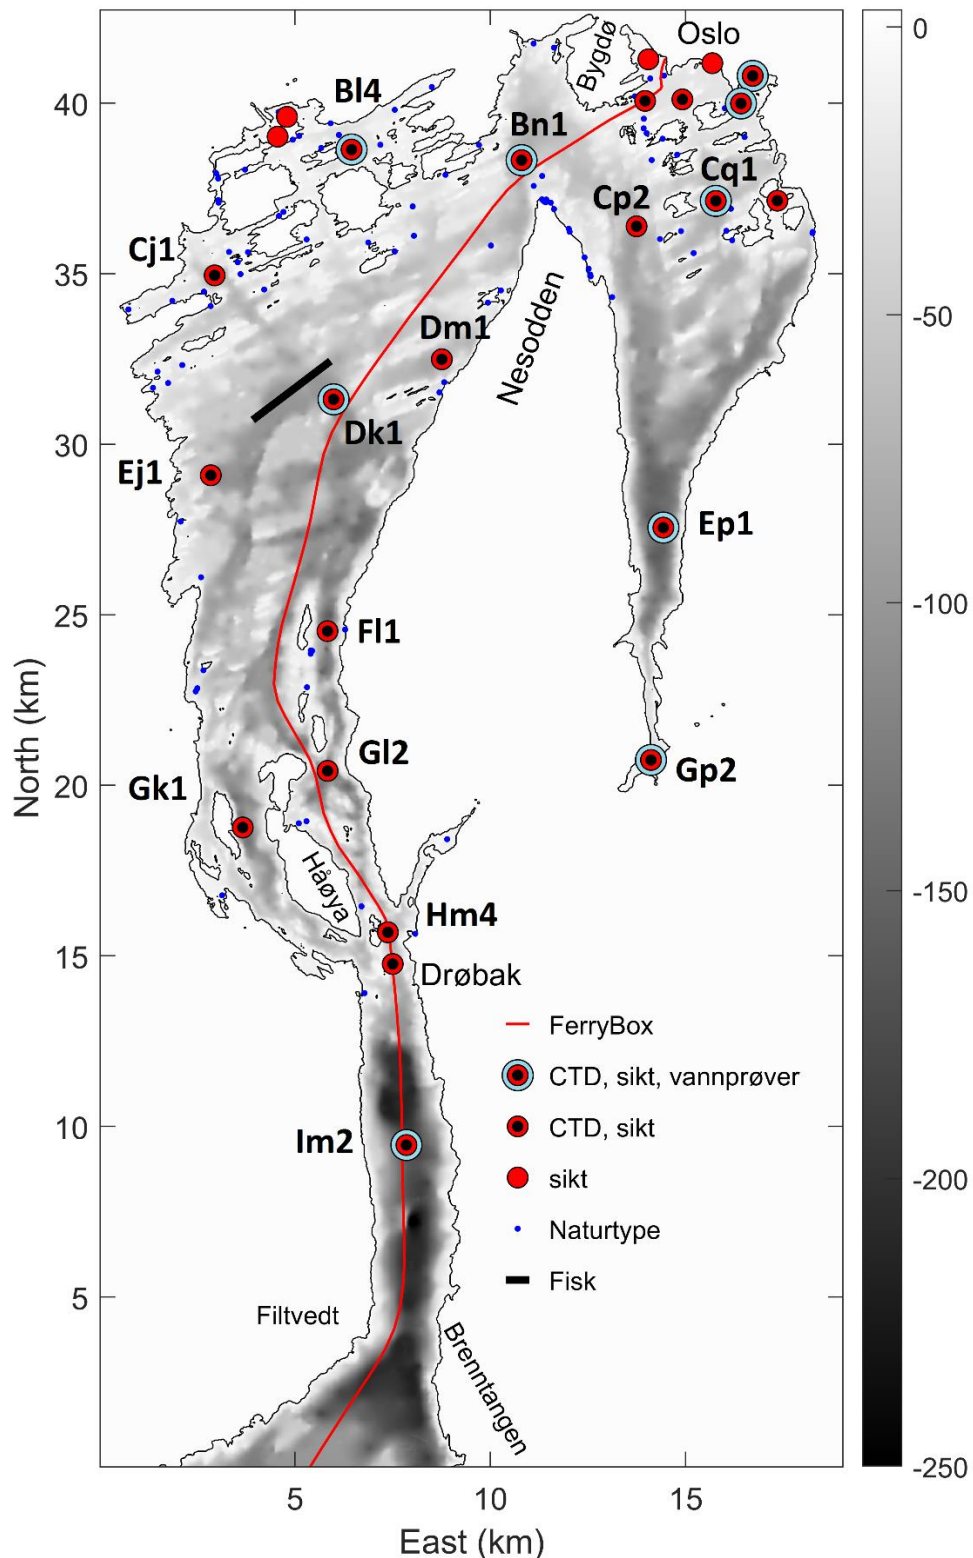 Oslo
Bygdø
Bl4
Bn1
Cq1
Cp2
Cj1
Dm1
Nesodden
Dk1
Ej1
Ep1
Fl1
Gl2
Gp2
Gk1
Håøya
Hm4
Drøbak
FerryBox
CTD, sikt, vannprøver
CTD, sikt
sikt
Naturtype
Fisk
Im2
Filtvedt
Brenntangen
North (km)
40
35
30
25
20
15
10
5
5
10
15
East (km)
0
-50
-100
-150
-200
-250